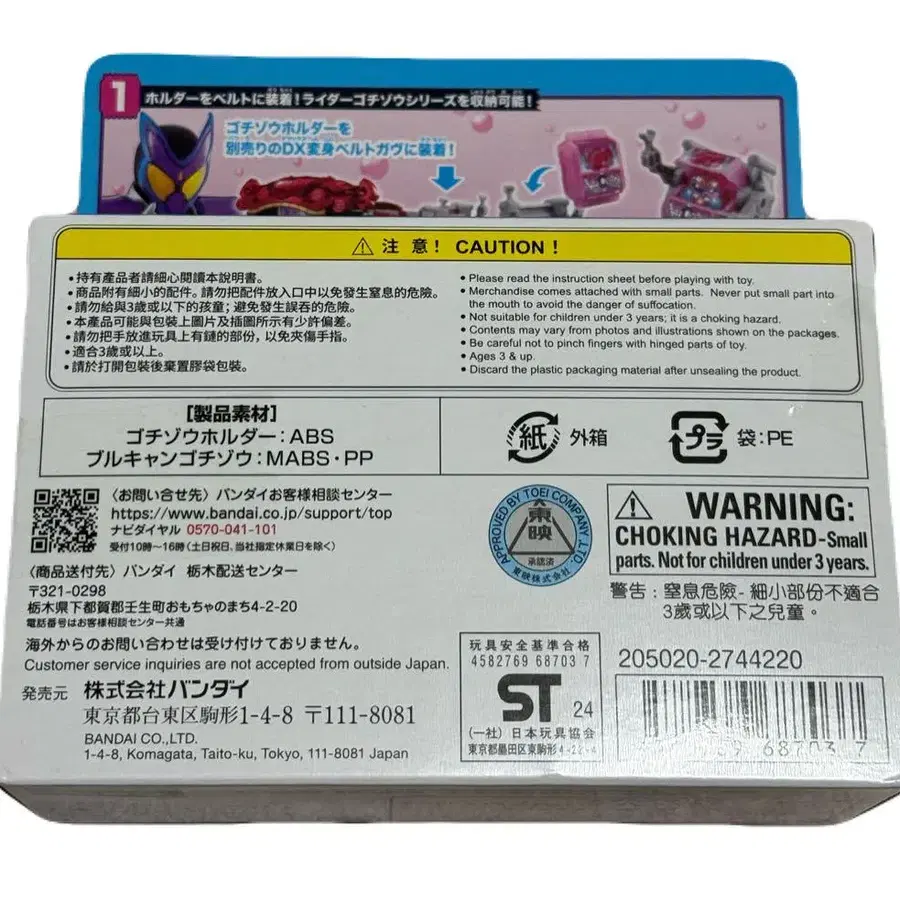 1 ホルダーをベルトに装着!ライダーゴチゾウシリーズを収納可能!
ゴチゾウホルダーを
別売りのDX変身ベルトガヴに装着!
注 意! CAUTION!
•持有產品者請細心閱讀本說明書。
•商品附有細小的配件。請勿把配件放入口中以免發生窒息的危險。
•請勿給與3歲或以下的孩童;避免發生誤吞的危險。
•本產品可能與包裝上圖片及插圖所示有少許偏差。
•請勿把手放進玩具上有鏈的部份,以免夾傷手指。
•適合3歲或以上。
•請於打開包裝後棄置膠袋包裝。
• Please read the instruction sheet before playing with toy.
• Merchandise comes attached with small parts. Never put small part into
the mouth to avoid the danger of suffocation.
• Not suitable for children under 3 years; it is a choking hazard.
• Contents may vary from photos and illustrations shown on the packages.
• Be careful not to pinch fingers with hinged parts of toy.
• Ages 3 & up.
• Discard the plastic packaging material after unsealing the product.
[製品素材]
ゴチゾウホルダー:ABS
ブルキャンゴチゾウ:MABS・PP
紙 外箱
プラ 袋:PE
〈お問い合せ先〉バンダイお客様相談センター
https://www.bandai.co.jp/support/top
ナビダイヤル 0570-041-101
受付10時〜16時(土日祝日、当社指定休業日を除く)
〈商品送付先〉バンダイ 栃木配送センター
〒321-0298
栃木県下都賀郡壬生町おもちゃのまち4-2-20
電話番号はお客様相談センター共通
海外からのお問い合わせは受け付けておりません。
Customer service inquiries are not accepted from outside Japan.
発売元 株式会社バンダイ
東京都台東区駒形1-4-8 〒111-8081
BANDAI CO.,LTD.
1-4-8, Komagata, Taito-ku, Tokyo, 111-8081 Japan
APPROVED BY TOEI COMPANY, LTD.
東映
承認済
東映株式会社
WARNING:
CHOKING HAZARD-Small
parts. Not for children under 3 years.
警告:窒息危險-細小部份不適合
3歲或以下之兒童。
玩具安全基準合格
4582769 68703 7
ST 24
(一社)日本玩具協会
東京都墨田区東駒形4-22-4
205020-2744220
68703 7